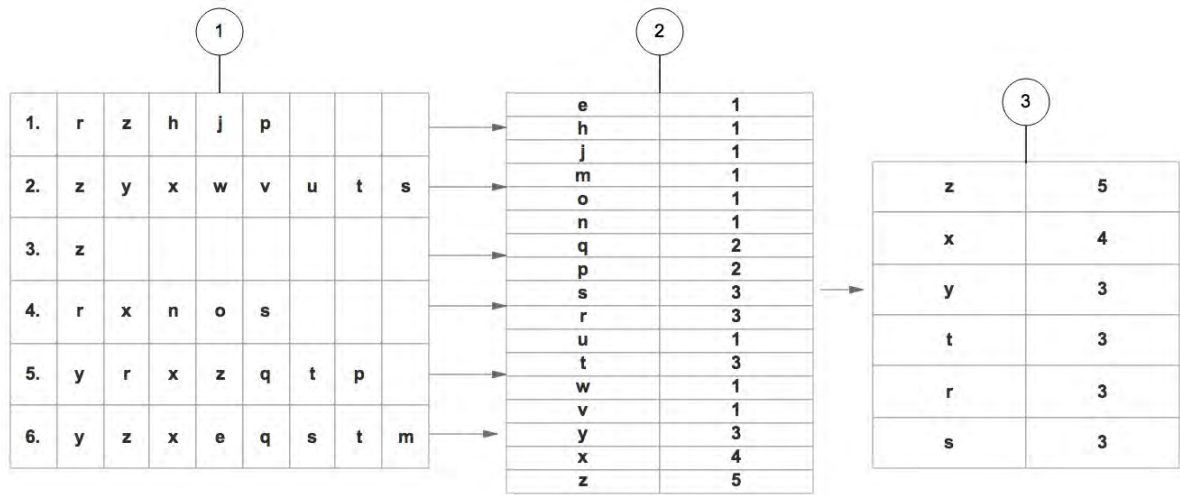 1 2 3
1. r z h j p
2. z y x w v u t s
3. z
4. r x n o s
5. y r x z q t p
6. y z x e q s t m
e 1
h 1
j 1
m 1
o 1
n 1
q 2
p 2
s 3
r 3
u 1
t 3
w 1
v 1
y 3
x 4
z 5
z 5
x 4
y 3
t 3
r 3
s 3